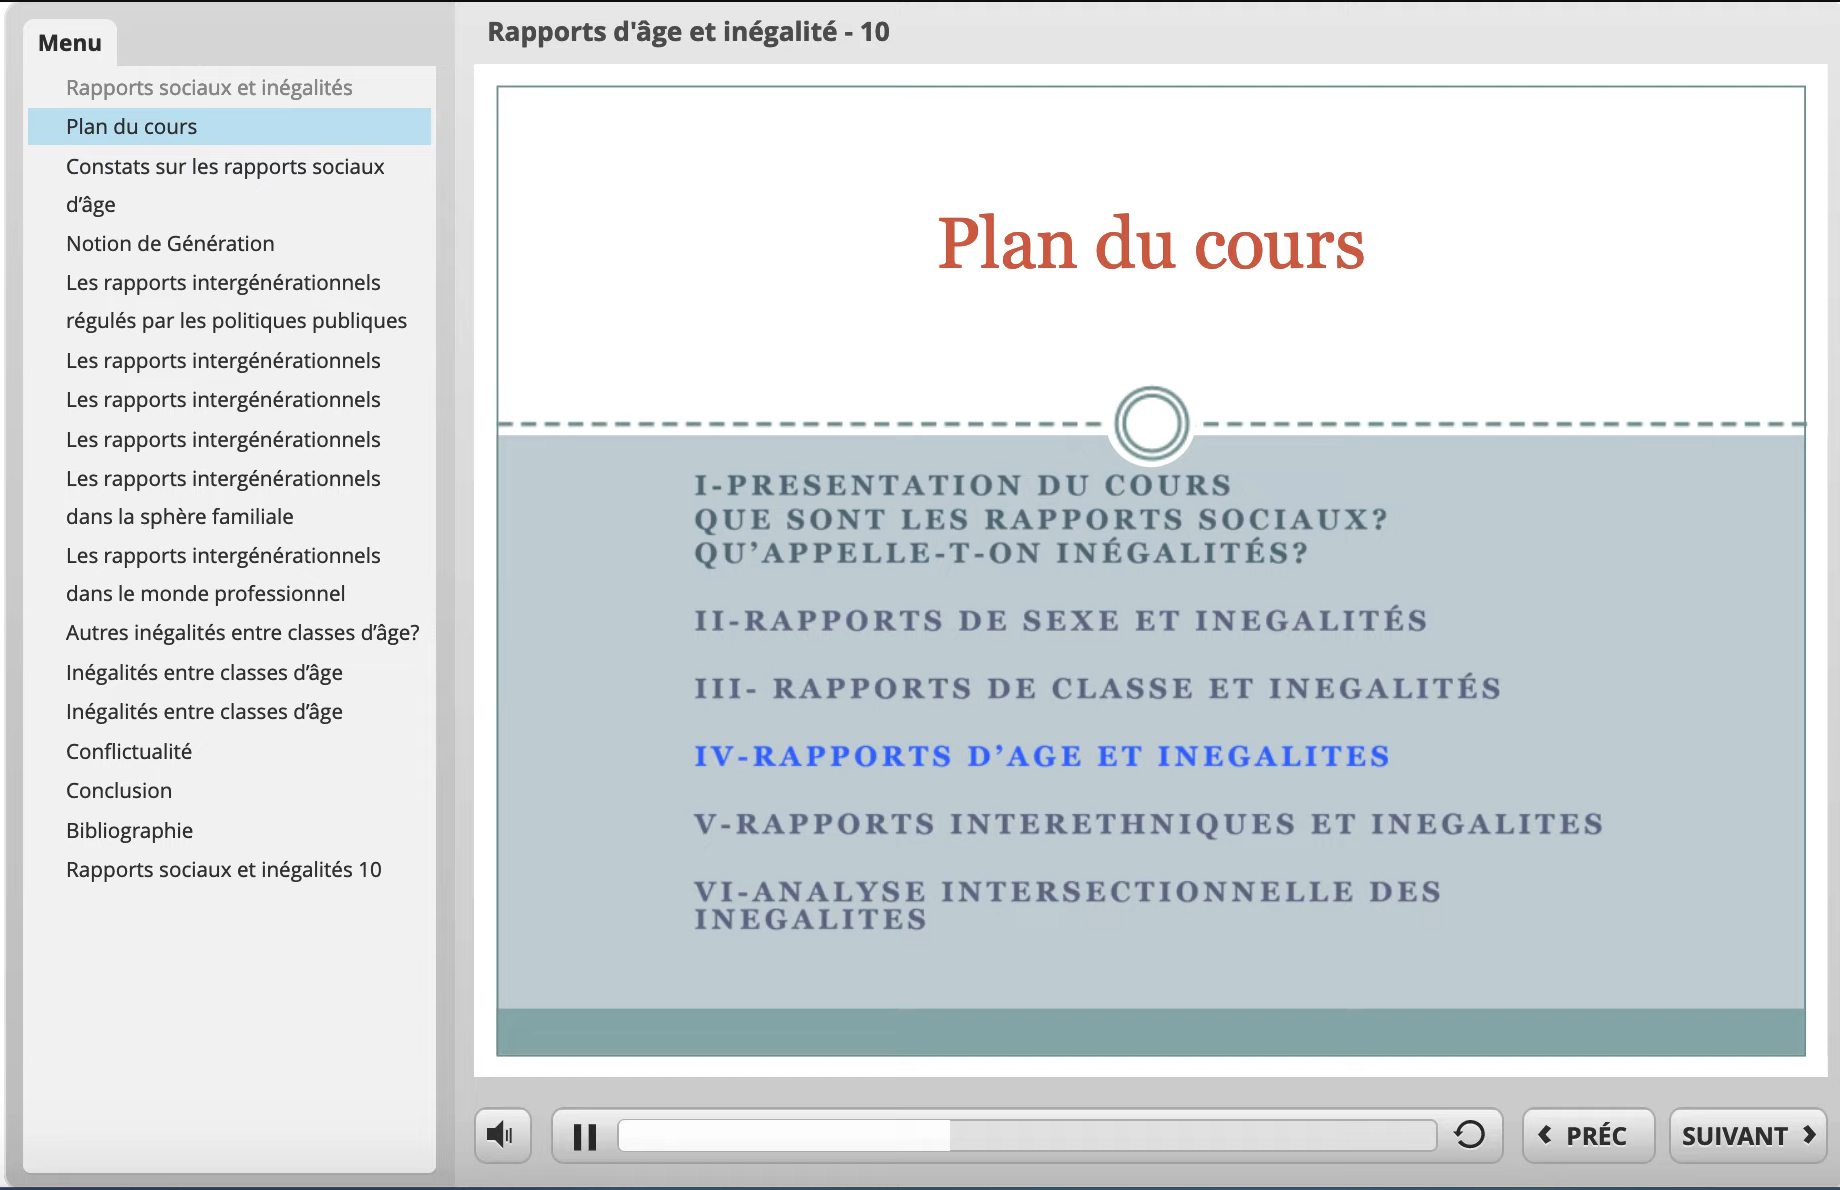 Menu
Rapports sociaux et inégalités
Plan du cours
Constats sur les rapports sociaux
d’âge
Notion de Génération
Les rapports intergénérationnels
régulés par les politiques publiques
Les rapports intergénérationnels
Les rapports intergénérationnels
Les rapports intergénérationnels
Les rapports intergénérationnels
dans la sphère familiale
Les rapports intergénérationnels
dans le monde professionnel
Autres inégalités entre classes d’âge?
Inégalités entre classes d’âge
Inégalités entre classes d’âge
Conflictualité
Conclusion
Bibliographie
Rapports sociaux et inégalités 10
Rapports d'âge et inégalité - 10
Plan du cours
I-PRESENTATION DU COURS
QUE SONT LES RAPPORTS SOCIAUX?
QU’APPELLE-T-ON INÉGALITÉS?
II-RAPPORTS DE SEXE ET INEGALITÉS
III- RAPPORTS DE CLASSE ET INEGALITÉS
IV-RAPPORTS D’AGE ET INEGALITES
V-RAPPORTS INTERETHNIQUES ET INEGALITES
VI-ANALYSE INTERSECTIONNELLE DES
INEGALITES
PRÉC
SUIVANT